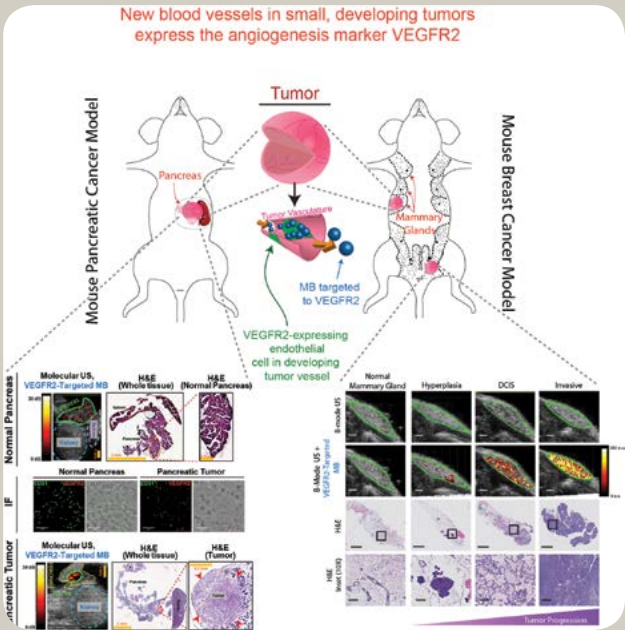 New blood vessels in small, developing tumors
express the angiogenesis marker VEGFR2
Tumor
Mouse Pancreatic Cancer Model
Pancreas
Tumor Vasculature
MB targeted
to VEGFR2
VEGFR2-expressing
endothelial
cell in developing
tumor vessel
Mammary
Glands
Mouse Breast Cancer Model
Normal Pancreas
Molecular US,
VEGFR2-Targeted MB
H&E
(Whole tissue)
H&E
(Normal Pancreas)
Kidney
Pancreas
IF
Normal Pancreas
Pancreatic Tumor
creatic Tumor
Molecular US,
VEGFR2-Targeted MB
H&E
(Whole tissue)
H&E
(Tumor)
Kidney
Pancreas
Tumor
Normal
Mammary Gland
Hyperplasia
DCIS
Invasive
B-mode US
B-Mode US +
VEGFR2-Targeted
MB
H&E
H&E
Inset (10X)
Tumor Progression